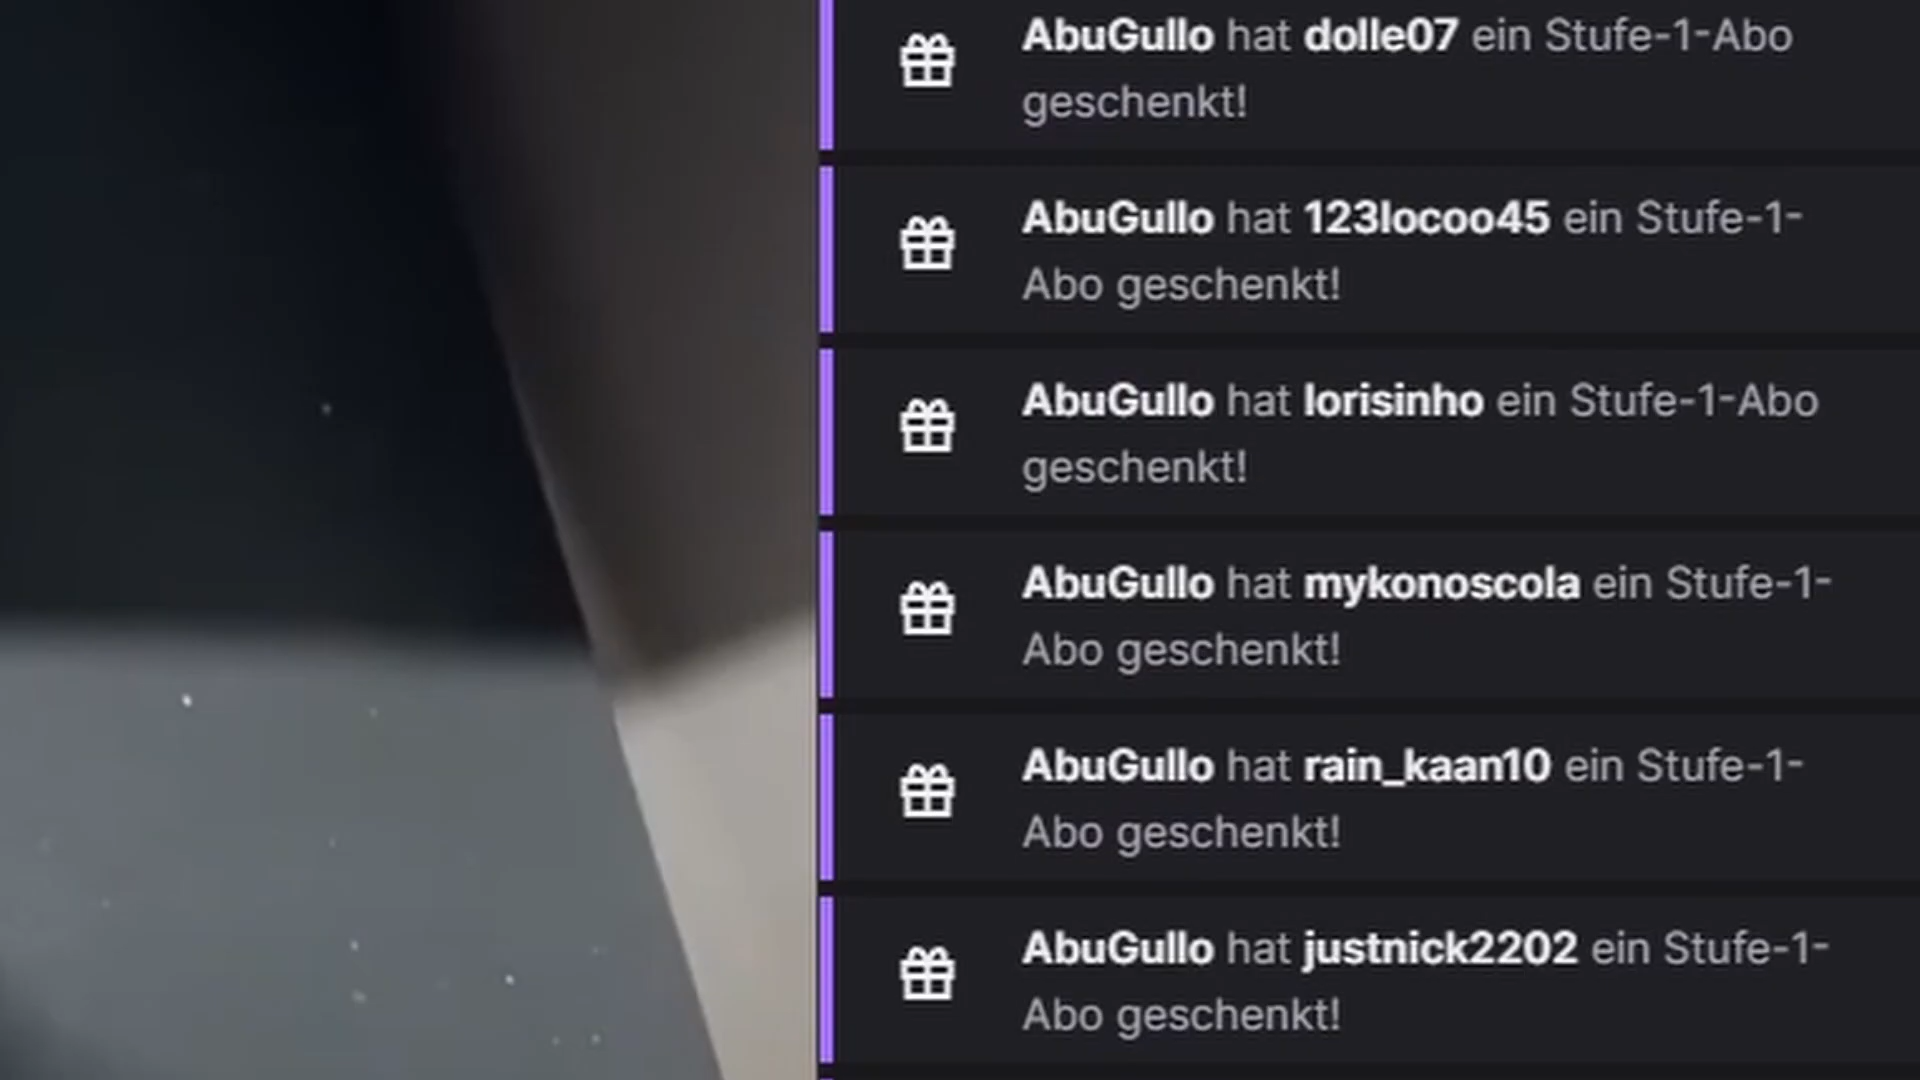 AbuGullo hat dolle07 ein Stufe-1-Abo
geschenkt!
AbuGullo hat 123locoo45 ein Stufe-1-
Abo geschenkt!
AbuGullo hat lorisinho ein Stufe-1-Abo
geschenkt!
AbuGullo hat mykonoscola ein Stufe-1-
Abo geschenkt!
AbuGullo hat rain_kaan10 ein Stufe-1-
Abo geschenkt!
AbuGullo hat justnick2202 ein Stufe-1-
Abo geschenkt!